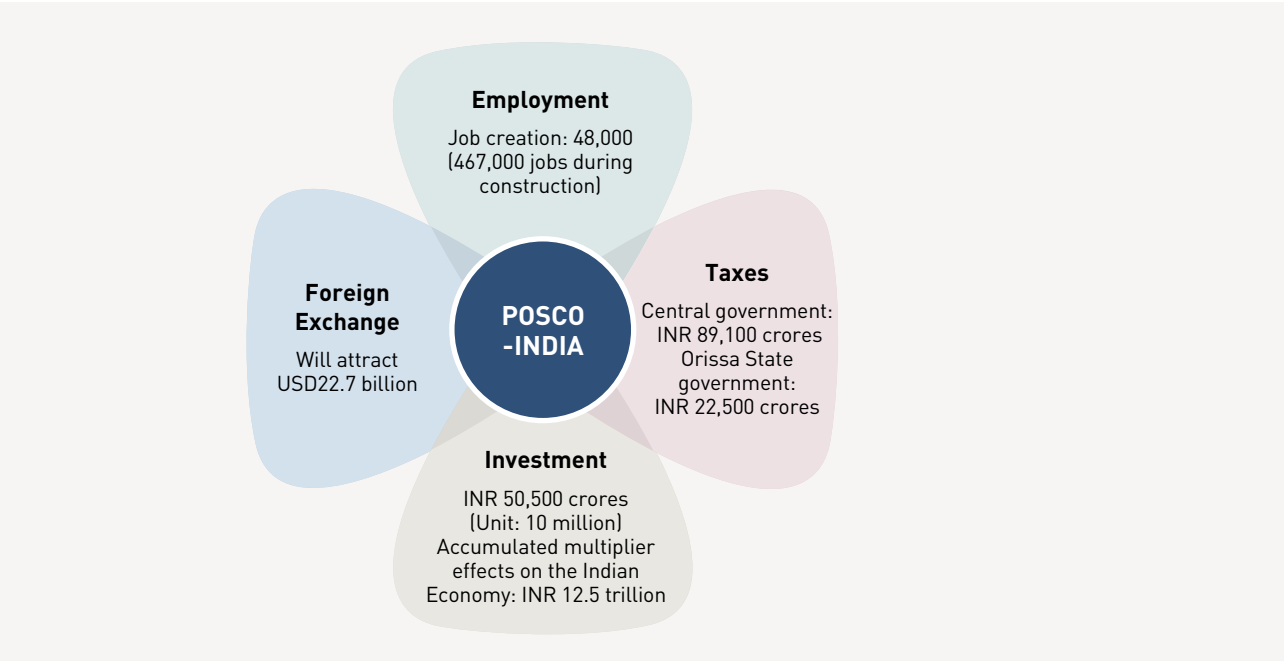 Employment
Job creation: 48,000
(467,000 jobs during
construction)
Foreign
Exchange
Will attract
USD22.7 billion
POSCO
-INDIA
Taxes
Central government:
INR 89,100 crores
Orissa State
government:
INR 22,500 crores
Investment
INR 50,500 crores
(Unit: 10 million)
Accumulated multiplier
effects on the Indian
Economy: INR 12.5 trillion